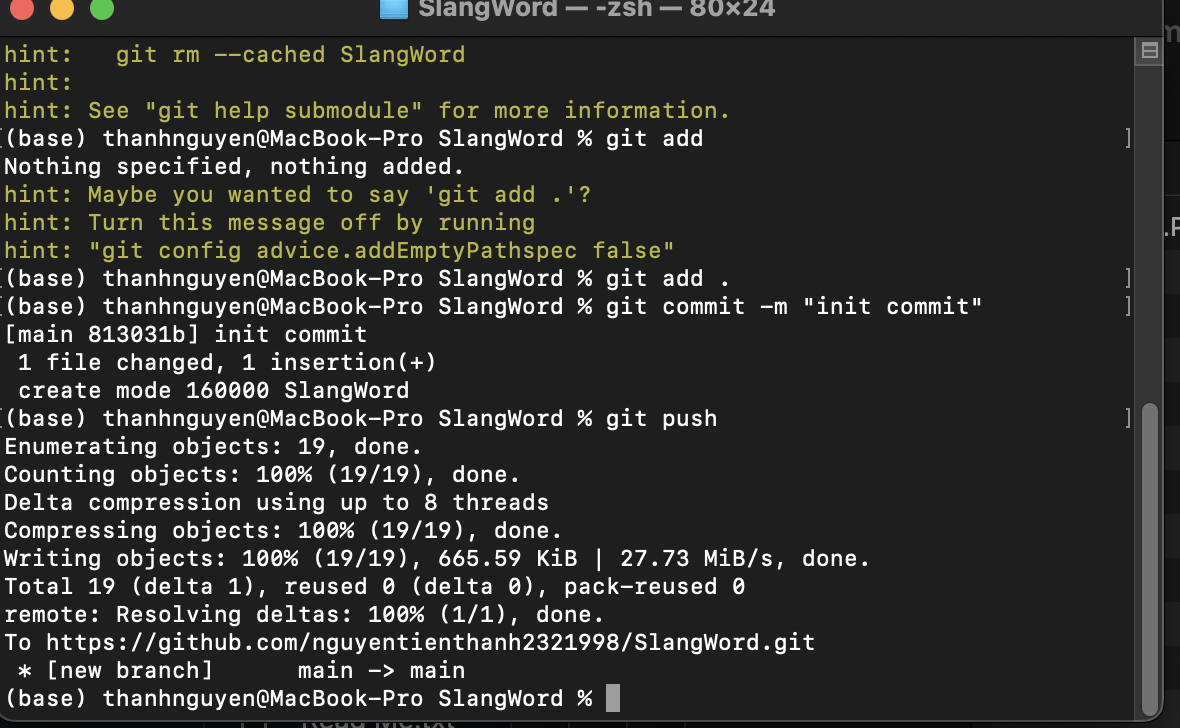 SlangWord — -zsh — 80×24
hint:   git rm --cached SlangWord
hint:
hint: See "git help submodule" for more information.
[(base) thanhnguyen@MacBook-Pro SlangWord % git add ]
Nothing specified, nothing added.
hint: Maybe you wanted to say 'git add .'?
hint: Turn this message off by running
hint: "git config advice.addEmptyPathspec false"
[(base) thanhnguyen@MacBook-Pro SlangWord % git add . ]
[(base) thanhnguyen@MacBook-Pro SlangWord % git commit -m "init commit" ]
[main 813031b] init commit
 1 file changed, 1 insertion(+)
 create mode 160000 SlangWord
[(base) thanhnguyen@MacBook-Pro SlangWord % git push ]
Enumerating objects: 19, done.
Counting objects: 100% (19/19), done.
Delta compression using up to 8 threads
Compressing objects: 100% (19/19), done.
Writing objects: 100% (19/19), 665.59 KiB | 27.73 MiB/s, done.
Total 19 (delta 1), reused 0 (delta 0), pack-reused 0
remote: Resolving deltas: 100% (1/1), done.
To https://github.com/nguyentienthanh2321998/SlangWord.git
 * [new branch]      main -> main
(base) thanhnguyen@MacBook-Pro SlangWord %